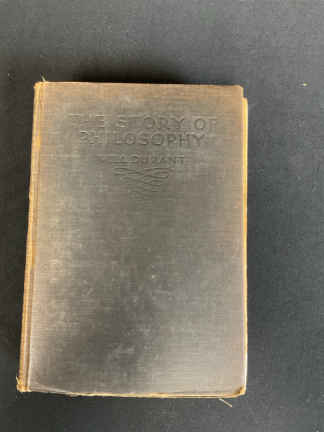 THE STORY OF
PHILOSOPHY
WILL DURANT